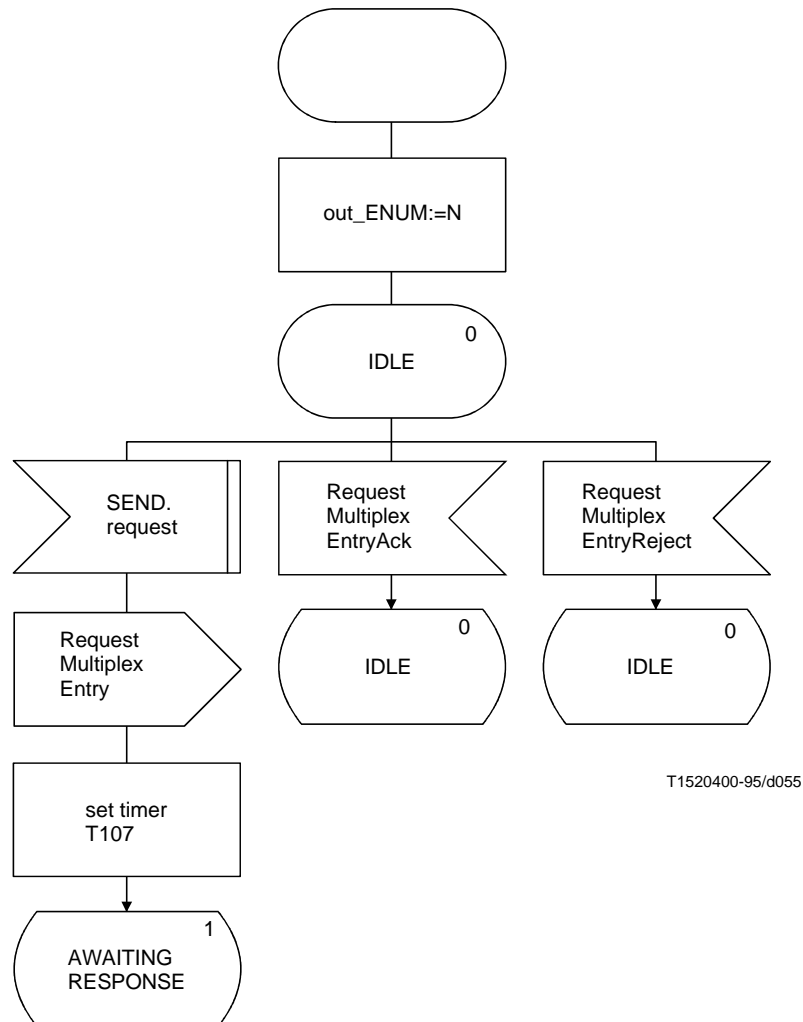 out_ENUM:=N
0
IDLE
SEND.
request
Request
Multiplex
EntryAck
Request
Multiplex
EntryReject
Request
Multiplex
Entry
0
IDLE
0
IDLE
set timer
T107
T1520400-95/d055
1
AWAITING
RESPONSE